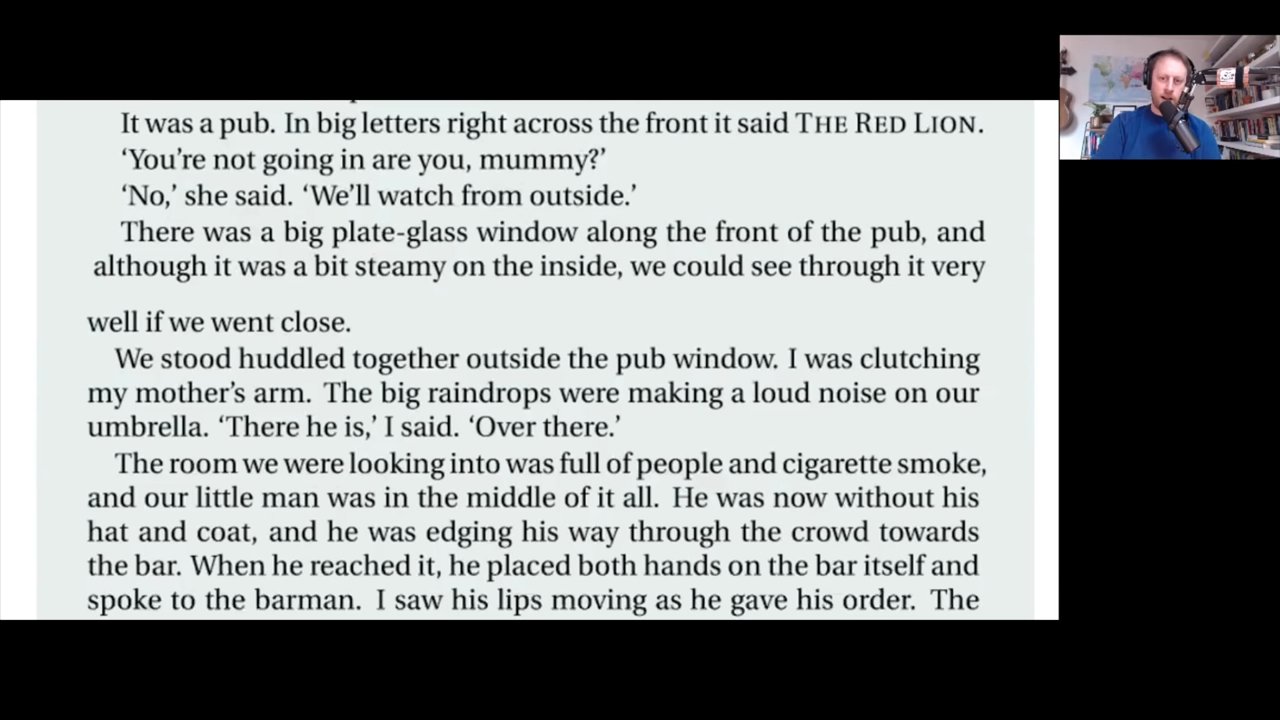 It was a pub. In big letters right across the front it said THE RED LION.
‘You’re not going in are you, mummy?’
‘No,’ she said. ‘We’ll watch from outside.’
There was a big plate-glass window along the front of the pub, and
although it was a bit steamy on the inside, we could see through it very
well if we went close.
We stood huddled together outside the pub window. I was clutching
my mother’s arm. The big raindrops were making a loud noise on our
umbrella. ‘There he is,’ I said. ‘Over there.’
The room we were looking into was full of people and cigarette smoke,
and our little man was in the middle of it all. He was now without his
hat and coat, and he was edging his way through the crowd towards
the bar. When he reached it, he placed both hands on the bar itself and
spoke to the barman. I saw his lips moving as he gave his order. The